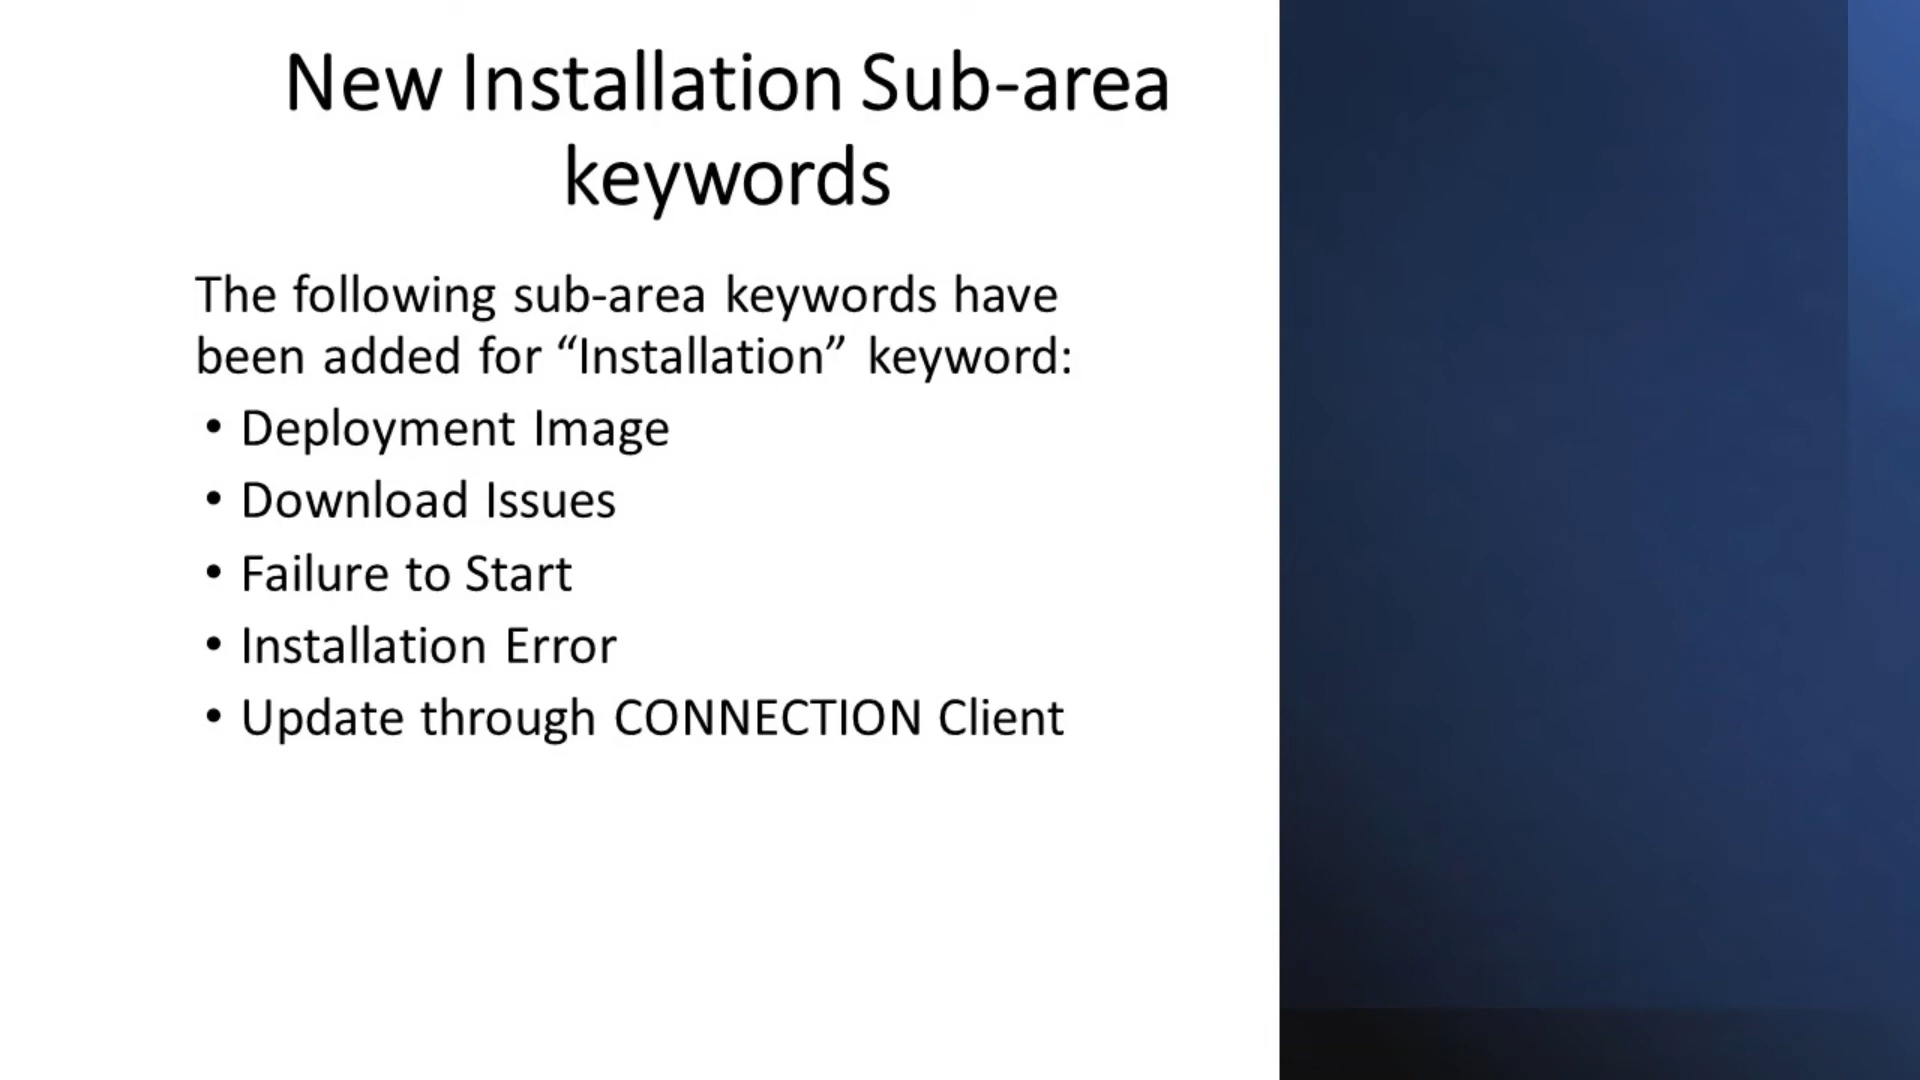 New Installation Sub-area
keywords
The following sub-area keywords have
been added for “Installation” keyword:
• Deployment Image
• Download Issues
• Failure to Start
• Installation Error
• Update through CONNECTION Client